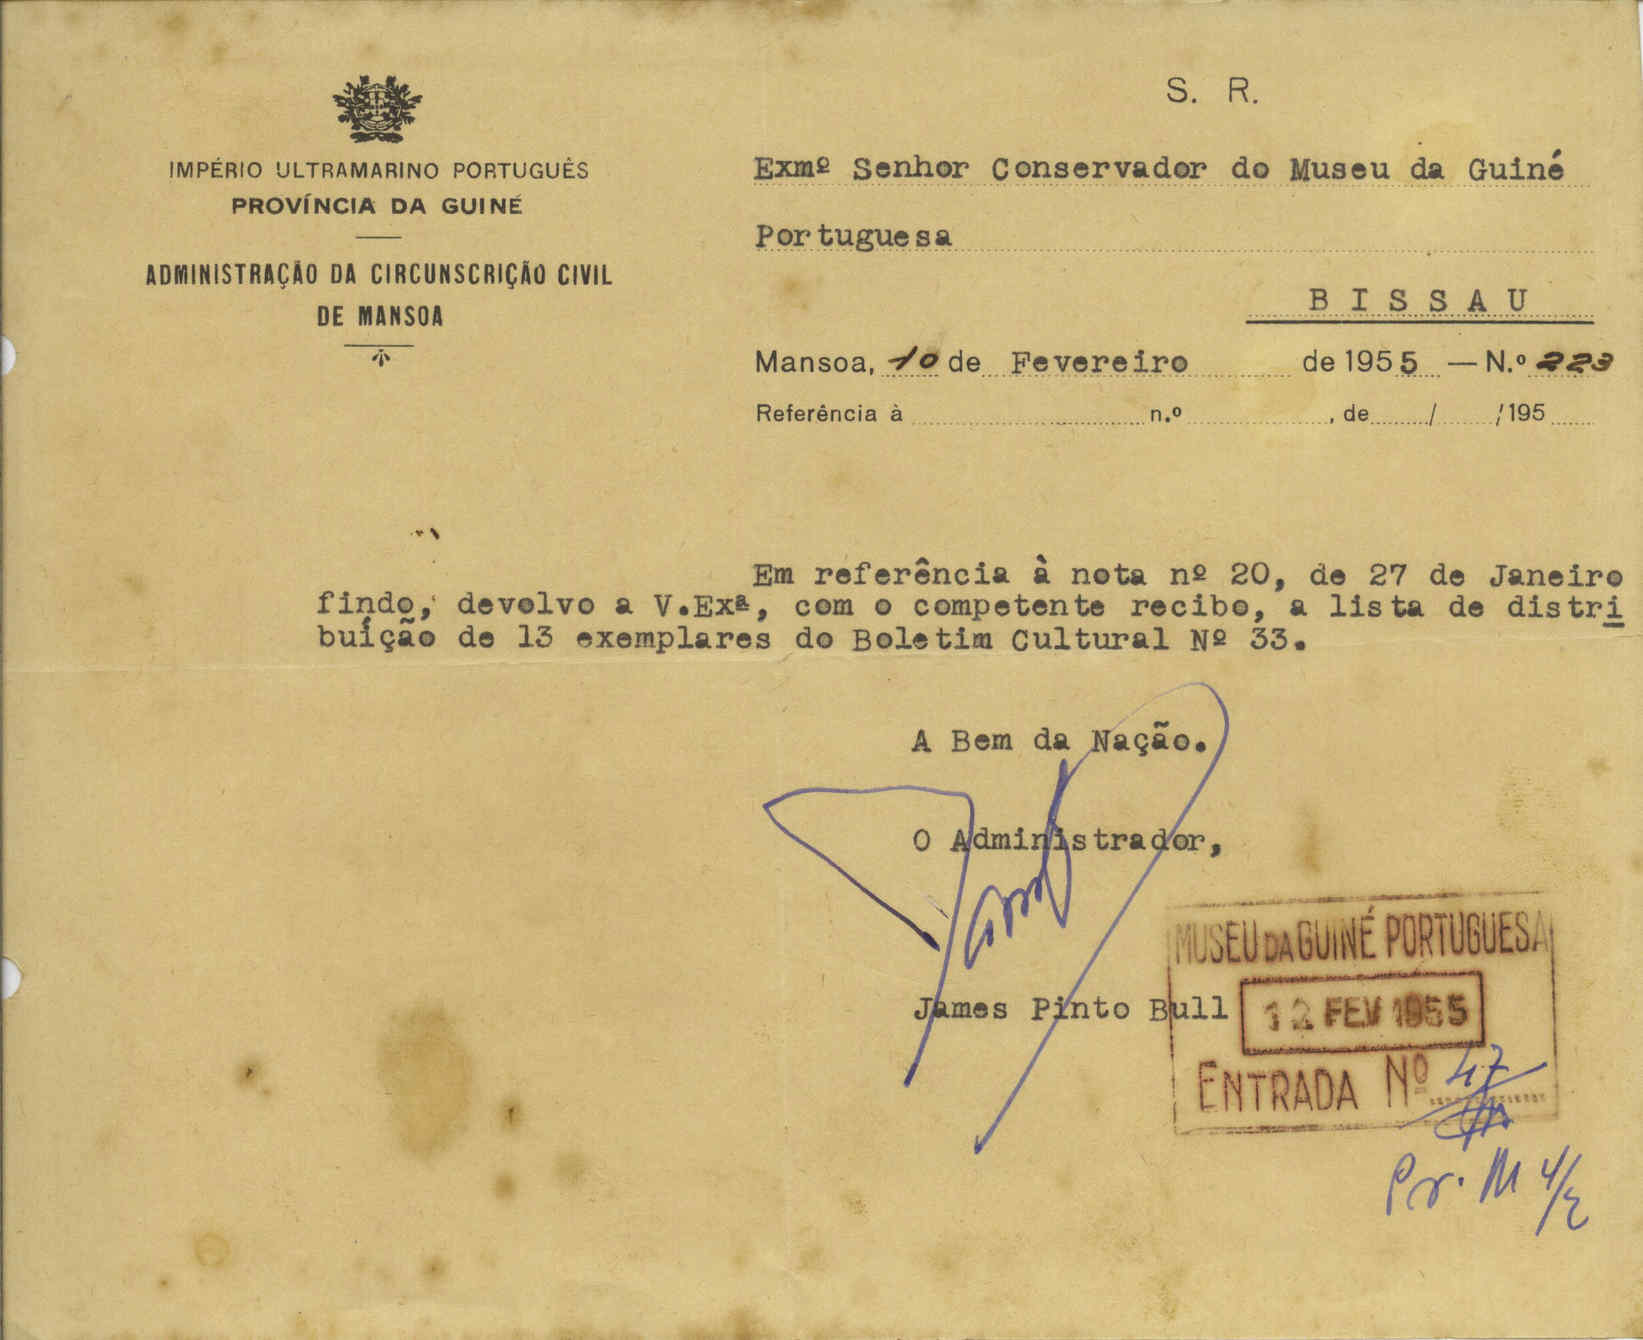 S. R.
IMPÉRIO ULTRAMARINO PORTUGUÊS
PROVÍNCIA DA GUINÉ
ADMINISTRAÇÃO DA CIRCUNSCRIÇÃO CIVIL
DE MANSOA
Exmº Senhor Conservador do Museu da Guiné
Portuguesa
BISSAU
Mansoa, 10 de Fevereiro de 1955 — N.º 223
Referência à n.º , de / /195
Em referência à nota nº 20, de 27 de Janeiro
findo, devolvo a V.Exª, com o competente recibo, a lista de distri
buição de 13 exemplares do Boletim Cultural Nº 33.
A Bem da Nação.
O Administrador,
James Pinto Bull
MUSEU DA GUINÉ PORTUGUESA
12 FEV 1955
ENTRADA Nº 47
Pr. M 4/2